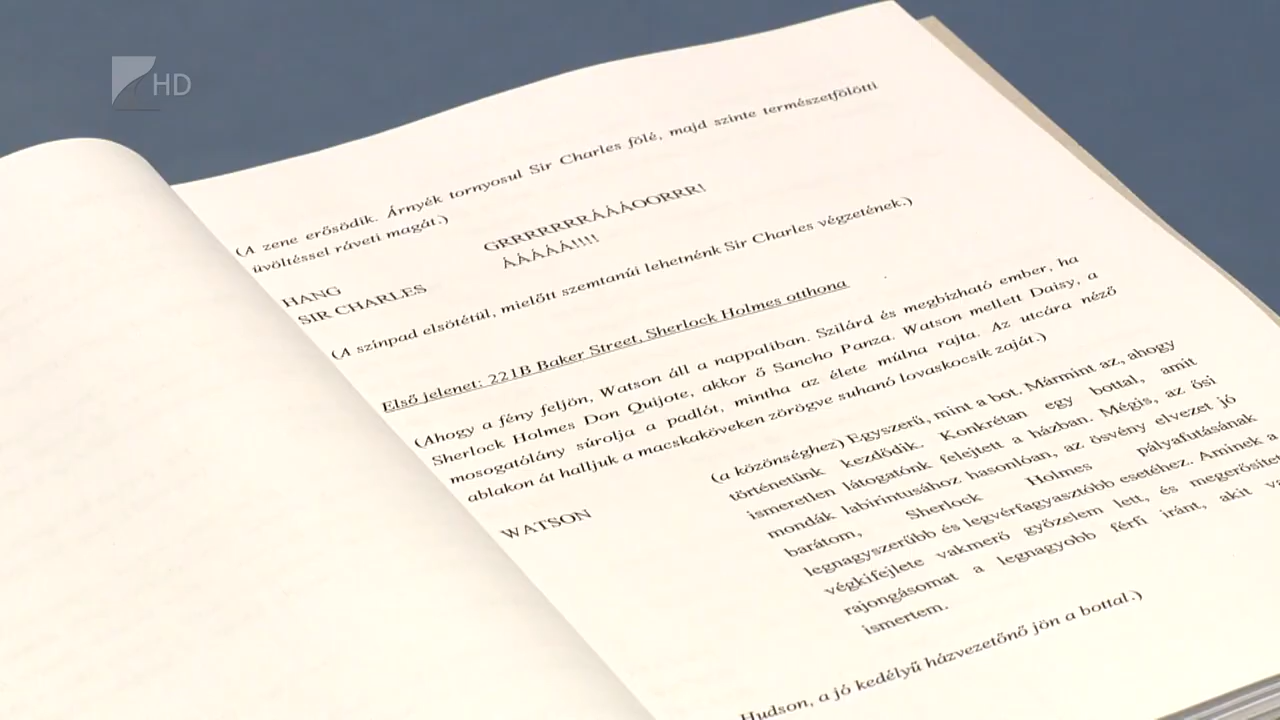 HD
(A zene erősödik. Árnyék tornyosul Sir Charles fölé, majd szinte természetfölötti
üvöltéssel ráveti magát.)
HANG GRRRRRRRÁÁÁOORRR!
SIR CHARLES ÁÁÁÁÁ!!!!
(A színpad elsötétül, mielőtt szemtanúi lehetnénk Sir Charles végzetének.)
Első jelenet: 221B Baker Street, Sherlock Holmes otthona
(Ahogy a fény feljön, Watson áll a nappaliban. Szilárd és megbízható ember, ha
Sherlock Holmes Don Quijote, akkor ő Sancho Panza. Watson mellett Daisy, a
mosogatólány súrolja a padlót, mintha az élete múlna rajta. Az utcára néző
ablakon át halljuk a macskaköveken zörögve suhanó lovaskocsik zaját.)
WATSON (a közönséghez) Egyszerű, mint a bot. Mármint az, ahogy
történetünk kezdődik. Konkrétan egy bottal, amit
ismeretlen látogatónk felejtett a házban. Mégis, az ősi
mondák labirintusához hasonlóan, az ösvény elvezet jó
barátom, Sherlock Holmes pályafutásának
legnagyszerűbb és legvérfagyasztóbb esetéhez. Aminek a
végkifejlete vakmerő győzelem lett, és megerősítet
rajongásomat a legnagyobb férfi iránt, akit va
ismertem.
Hudson, a jó kedélyű házvezetőnő jön a bottal.)